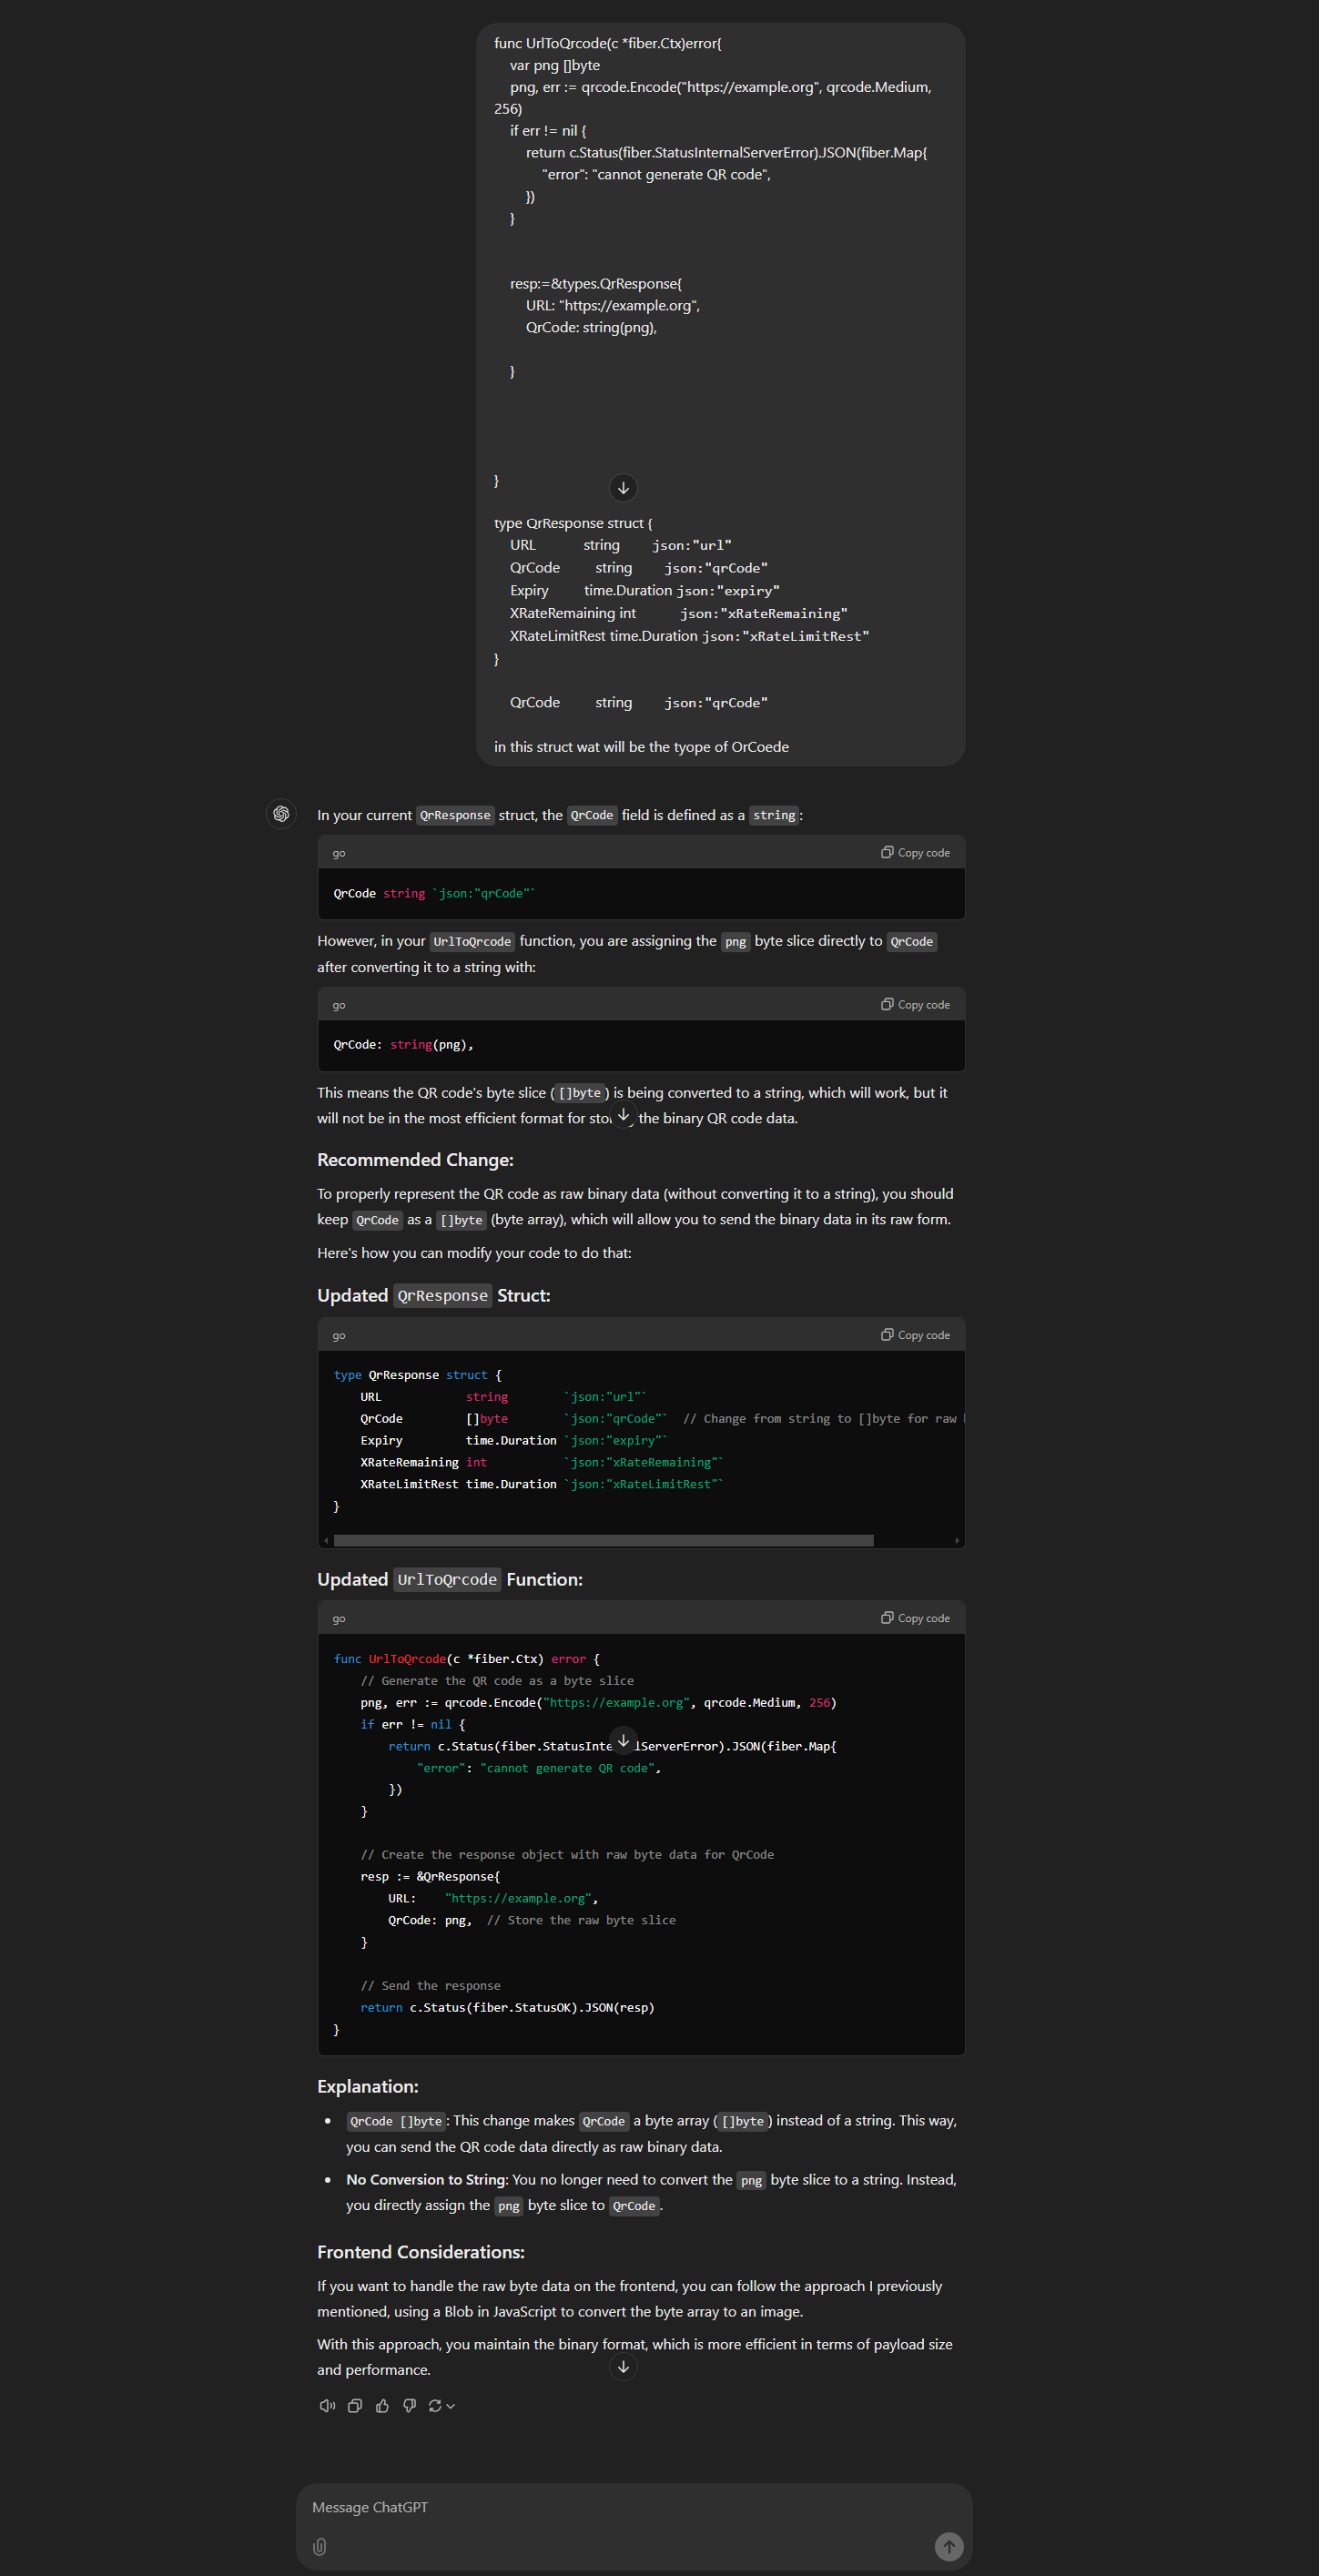 func UrlToQrcode(c *fiber.Ctx)error{
var png []byte
png, err := qrcode.Encode("https://example.org", qrcode.Medium,
256)
if err != nil {
return c.Status(fiber.StatusInternalServerError).JSON(fiber.Map{
"error": "cannot generate QR code",
})
}
resp:=&types.QrResponse{
URL: "https://example.org",
QrCode: string(png),
}
}
type QrResponse struct {
URL string json:"url"
QrCode string json:"qrCode"
Expiry time.Duration json:"expiry"
XRateRemaining int json:"xRateRemaining"
XRateLimitRest time.Duration json:"xRateLimitRest"
}
QrCode string json:"qrCode"
in this struct wat will be the tyope of OrCoede
In your current QrResponse struct, the QrCode field is defined as a string:
go Copy code
QrCode string `json:"qrCode"`
However, in your UrlToQrcode function, you are assigning the png byte slice directly to QrCode
after converting it to a string with:
go Copy code
QrCode: string(png),
This means the QR code's byte slice ([]byte) is being converted to a string, which will work, but it
will not be in the most efficient format for the binary QR code data.
Recommended Change:
To properly represent the QR code as raw binary data (without converting it to a string), you should
keep QrCode as a []byte (byte array), which will allow you to send the binary data in its raw form.
Here's how you can modify your code to do that:
Updated QrResponse Struct:
go Copy code
type QrResponse struct {
URL string `json:"url"`
QrCode []byte `json:"qrCode"` // Change from string to []byte for raw
Expiry time.Duration `json:"expiry"`
XRateRemaining int `json:"xRateRemaining"`
XRateLimitRest time.Duration `json:"xRateLimitRest"`
}
Updated UrlToQrcode Function:
go Copy code
func UrlToQrcode(c *fiber.Ctx) error {
// Generate the QR code as a byte slice
png, err := qrcode.Encode("https://example.org", qrcode.Medium, 256)
if err != nil {
return c.Status(fiber.StatusInternalServerError).JSON(fiber.Map{
"error": "cannot generate QR code",
})
}
// Create the response object with raw byte data for QrCode
resp := &QrResponse{
URL: "https://example.org",
QrCode: png, // Store the raw byte slice
}
// Send the response
return c.Status(fiber.StatusOK).JSON(resp)
}
Explanation:
• QrCode []byte: This change makes QrCode a byte array ([]byte) instead of a string. This way,
you can send the QR code data directly as raw binary data.
• No Conversion to String: You no longer need to convert the png byte slice to a string. Instead,
you directly assign the png byte slice to QrCode.
Frontend Considerations:
If you want to handle the raw byte data on the frontend, you can follow the approach I previously
mentioned, using a Blob in JavaScript to convert the byte array to an image.
With this approach, you maintain the binary format, which is more efficient in terms of payload size
and performance.
Message ChatGPT